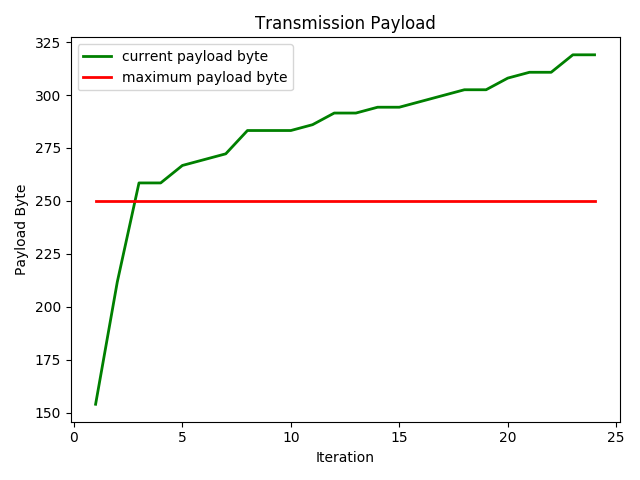 Transmission Payload
current payload byte
maximum payload byte
Payload Byte
325
300
275
250
225
200
175
150
0 5 10 15 20 25
Iteration